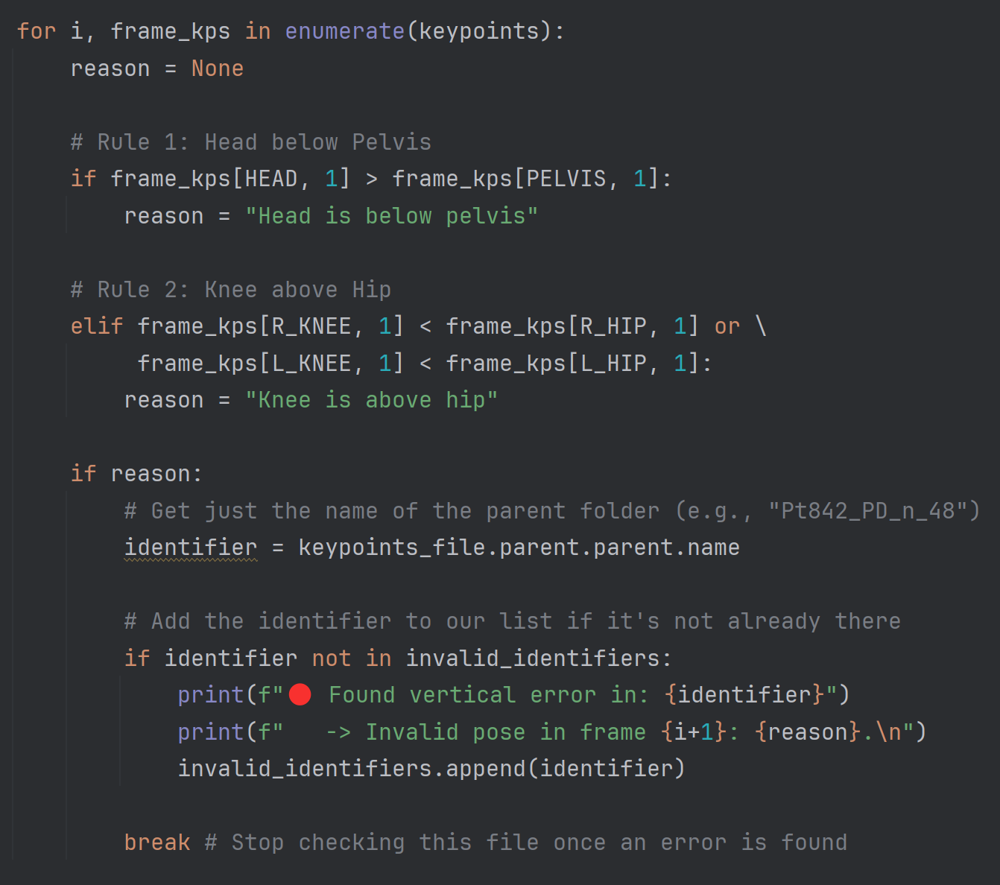 for i, frame_kps in enumerate(keypoints):
    reason = None

    # Rule 1: Head below Pelvis
    if frame_kps[HEAD, 1] > frame_kps[PELVIS, 1]:
        reason = "Head is below pelvis"

    # Rule 2: Knee above Hip
    elif frame_kps[R_KNEE, 1] < frame_kps[R_HIP, 1] or \
         frame_kps[L_KNEE, 1] < frame_kps[L_HIP, 1]:
        reason = "Knee is above hip"

    if reason:
        # Get just the name of the parent folder (e.g., "Pt842_PD_n_48")
        identifier = keypoints_file.parent.parent.name

        # Add the identifier to our list if it's not already there
        if identifier not in invalid_identifiers:
            print(f"🔴 Found vertical error in: {identifier}")
            print(f"   -> Invalid pose in frame {i+1}: {reason}.\n")
            invalid_identifiers.append(identifier)

        break # Stop checking this file once an error is found